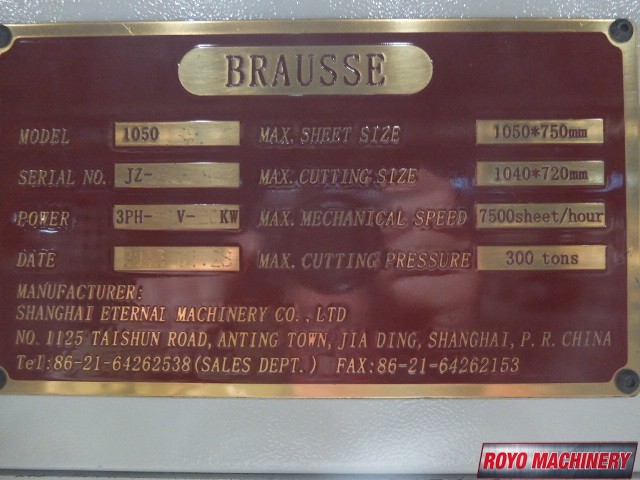 BRAUSSE
MODEL 1050 MAX. SHEET SIZE 1050*750mm
SERIAL NO. JZ- MAX. CUTTING SIZE 1040*720mm
POWER 3PH- V- KW MAX. MECHANICAL SPEED 7500sheet/hour
DATE MAX. CUTTING PRESSURE 300 tons
MANUFACTURER:
SHANGHAI ETERNAL MACHINERY CO.,LTD
NO.1125 TAISHUN ROAD, ANTING TOWN, JIA DING, SHANGHAI, P.R.CHINA
Tel:86-21-64262538(SALES DEPT.) FAX:86-21-64262153
ROYO MACHINERY